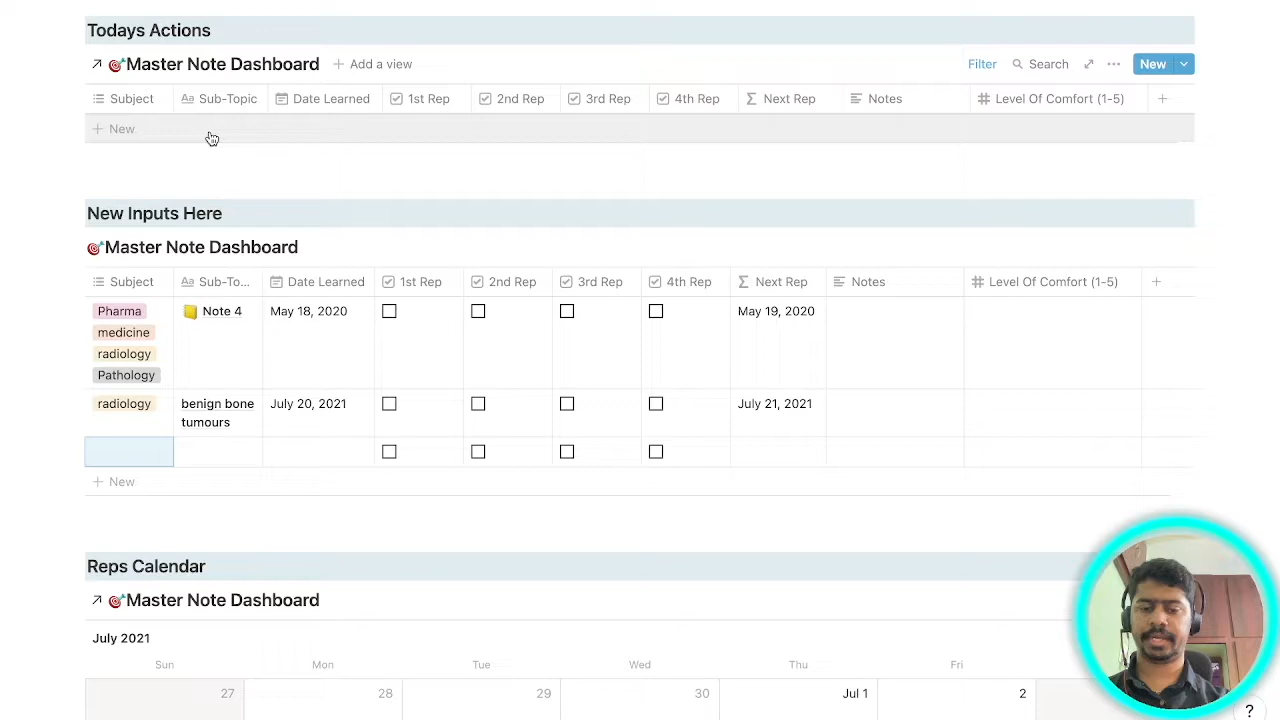 Todays Actions
Master Note Dashboard Add a view Filter Search New
Subject Aa Sub-Topic Date Learned 1st Rep 2nd Rep 3rd Rep 4th Rep Σ Next Rep Notes # Level Of Comfort (1-5) +
+ New
New Inputs Here
Master Note Dashboard
Subject Aa Sub-To... Date Learned 1st Rep 2nd Rep 3rd Rep 4th Rep Σ Next Rep Notes # Level Of Comfort (1-5) +
Pharma Note 4 May 18, 2020 May 19, 2020
medicine
radiology
Pathology
radiology benign bone July 20, 2021 July 21, 2021
tumours
+ New
Reps Calendar
Master Note Dashboard
July 2021
Sun Mon Tue Wed Thu Fri
27 28 29 30 Jul 1 2
?